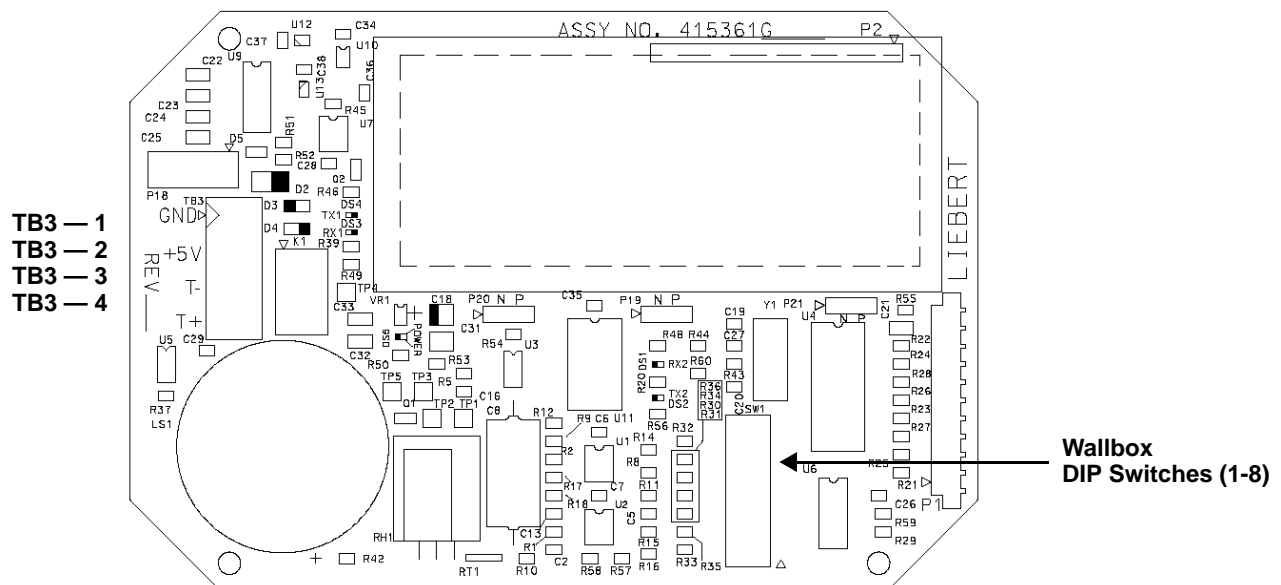 ASSY NO. 415361G
P2
U12
C34
C37
U10
U9
C22
C38
C36
U13
C23
R45
C24
U7
C25
D5
R51
R52
C28
Q2
P18
D2
TB3
R46
D3
DS4
GND
TX1
DS3
D4
RX1
K1
R39
+5V
REV
R49
T-
TP4
T+
TB3 — 1
TB3 — 2
TB3 — 3
TB3 — 4
LIEBERT
VR1
C18
P20
N P
C35
P19
N P
Y1
P21
C21
R55
C33
C19
U4
N P
POWER
C31
R54
U3
R48
R44
C27
R22
U5
C29
C32
R50
R53
DS1
RX2
R60
R24
R43
R28
TP5
TP3
R5
R20
R36
R34
R30
R31
C20
R26
TX2
DS2
R37
LS1
C16
R23
Q1
TP2
TP1
C8
R12
R9
C6
U11
R56
SW1
R27
R14
R32
U1
R2
R8
R25
U6
R17
C7
R11
R21
P1
R18
U2
C5
C26
C13
R59
RH1
R1
R15
R29
+
R42
RT1
R10
C2
R58
R57
R16
R33
R35
Wallbox
DIP Switches (1-8)